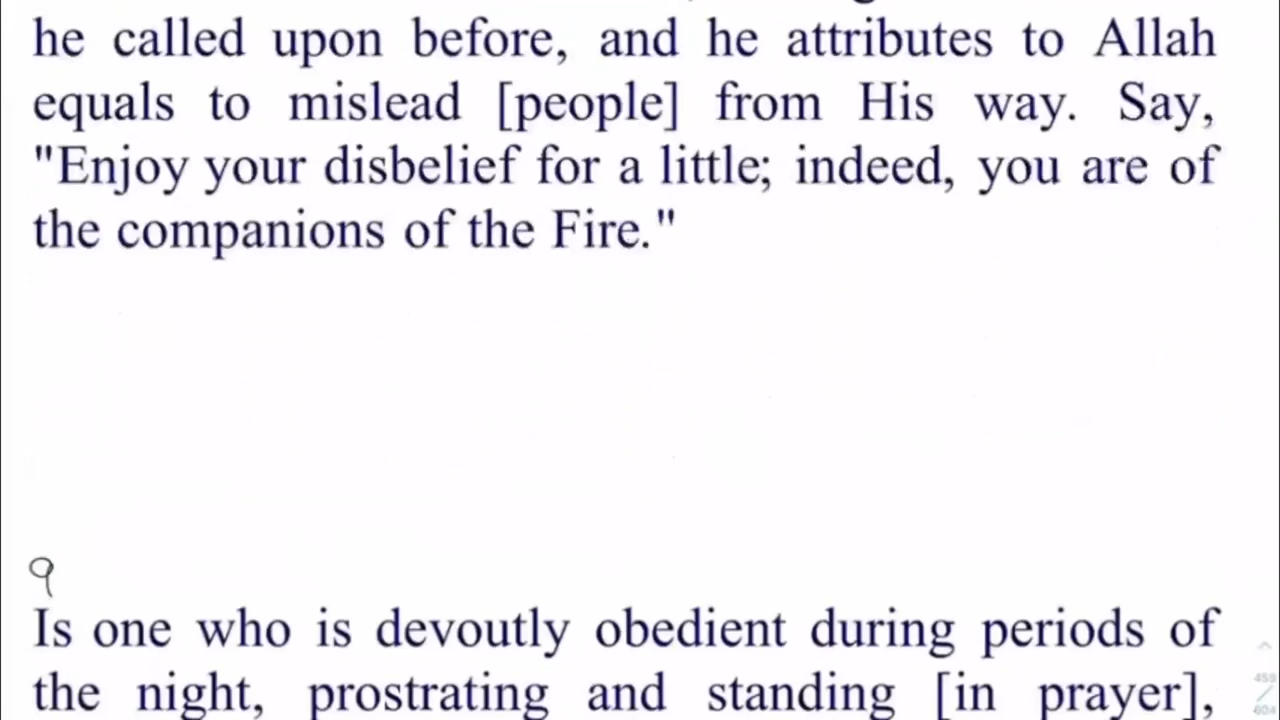 he called upon before, and he attributes to Allah
equals to mislead [people] from His way. Say,
"Enjoy your disbelief for a little; indeed, you are of
the companions of the Fire."
9
Is one who is devoutly obedient during periods of
the night, prostrating and standing [in prayer],
459
/
604